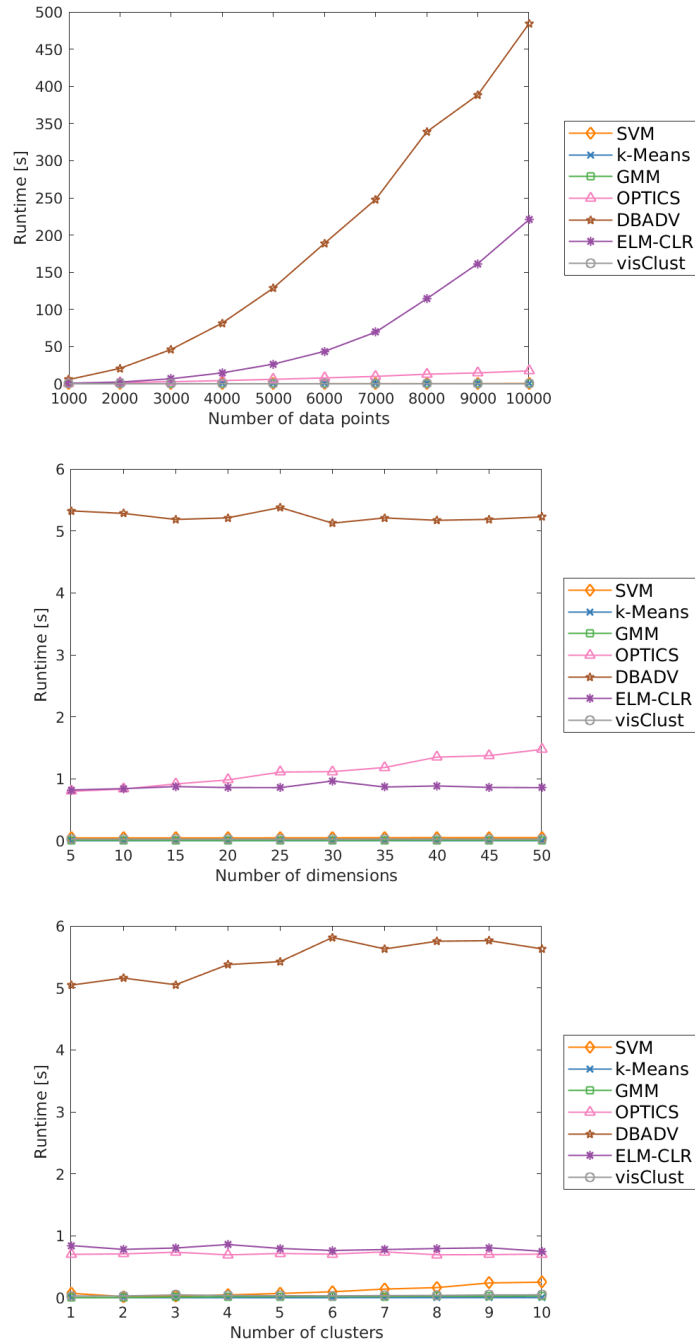 500
450
400
350
300
250
200
150
100
50
0
Runtime [s]
1000 2000 3000 4000 5000 6000 7000 8000 9000 10000
Number of data points
SVM
k-Means
GMM
OPTICS
DBADV
ELM-CLR
visClust
6
5
4
3
2
1
0
Runtime [s]
5 10 15 20 25 30 35 40 45 50
Number of dimensions
SVM
k-Means
GMM
OPTICS
DBADV
ELM-CLR
visClust
6
5
4
3
2
1
0
Runtime [s]
1 2 3 4 5 6 7 8 9 10
Number of clusters
SVM
k-Means
GMM
OPTICS
DBADV
ELM-CLR
visClust